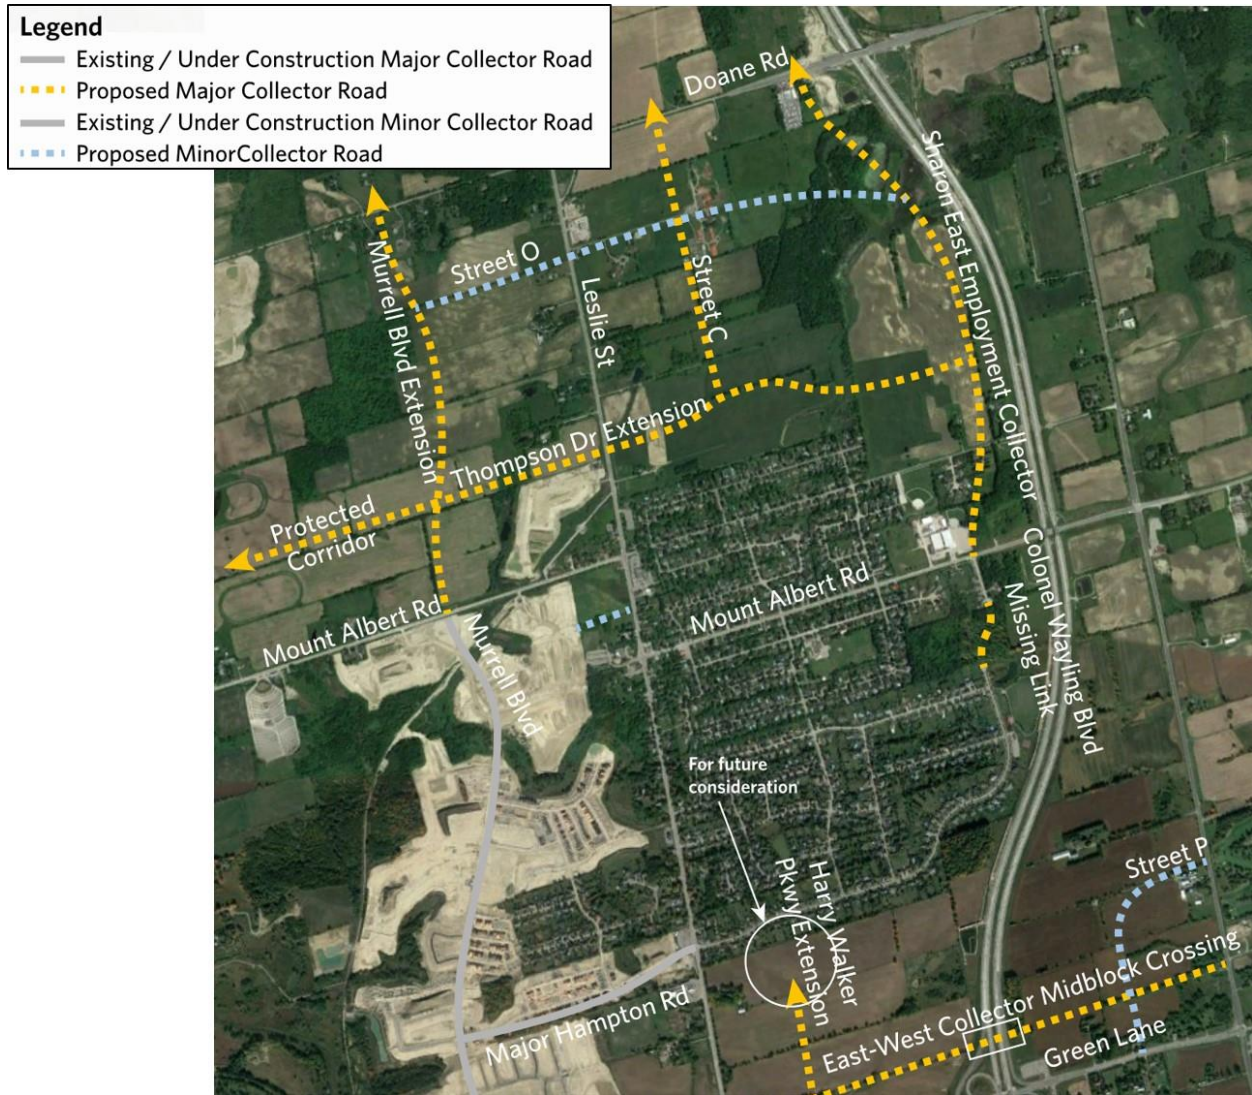 Legend
Existing / Under Construction Major Collector Road
Proposed Major Collector Road
Existing / Under Construction Minor Collector Road
Proposed MinorCollector Road
Doane Rd
Sharon East Employment Collector
Murrell Blvd Extension
Street O
Leslie St
Street C
Thompson Dr Extension
Protected
Corridor
Mount Albert Rd
Murrell Blvd
Mount Albert Rd
Colonel Wayling Blvd
Missing Link
For future
consideration
Harry Walker
Pkwy Extension
Street P
Major Hampton Rd
East-West Collector Midblock Crossing
Green Lane